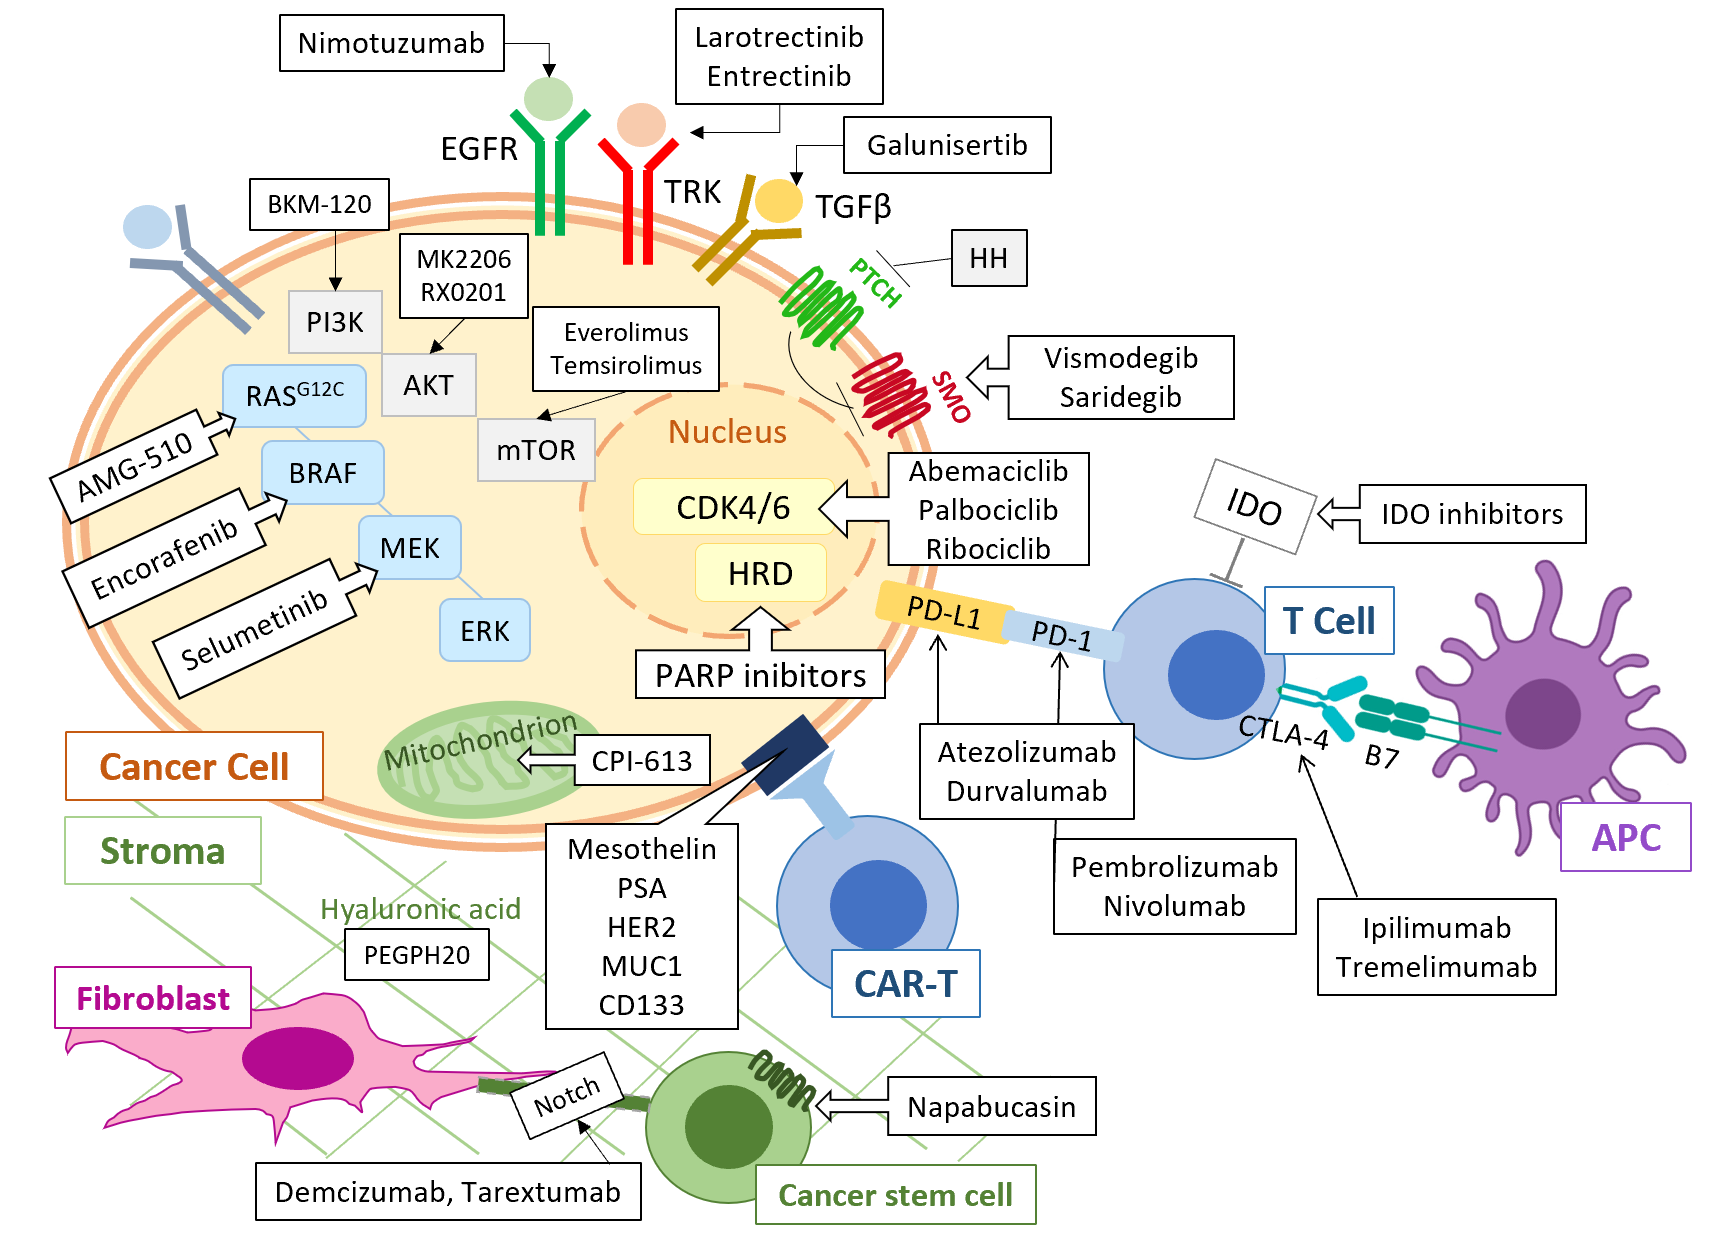 Nimotuzumab
Larotrectinib
Entrectinib
EGFR
Galunisertib
TRK
TGFβ
BKM-120
MK2206
RX0201
HH
PTCH
PI3K
Everolimus
Temsirolimus
Vismodegib
Saridegib
SMO
RASG12C
AKT
AMG-510
Nucleus
mTOR
BRAF
Abemaciclib
Palbociclib
Ribociclib
CDK4/6
IDO
IDO inhibitors
Encorafenib
MEK
HRD
Selumetinib
ERK
PD-L1
PD-1
T Cell
PARP inibitors
Mitochondrion
CPI-613
CTLA-4
B7
Cancer Cell
Atezolizumab
Durvalumab
Stroma
APC
Mesothelin
PSA
HER2
MUC1
CD133
Pembrolizumab
Nivolumab
Hyaluronic acid
PEGPH20
Ipilimumab
Tremelimumab
Fibroblast
CAR-T
Notch
Napabucasin
Demcizumab, Tarextumab
Cancer stem cell